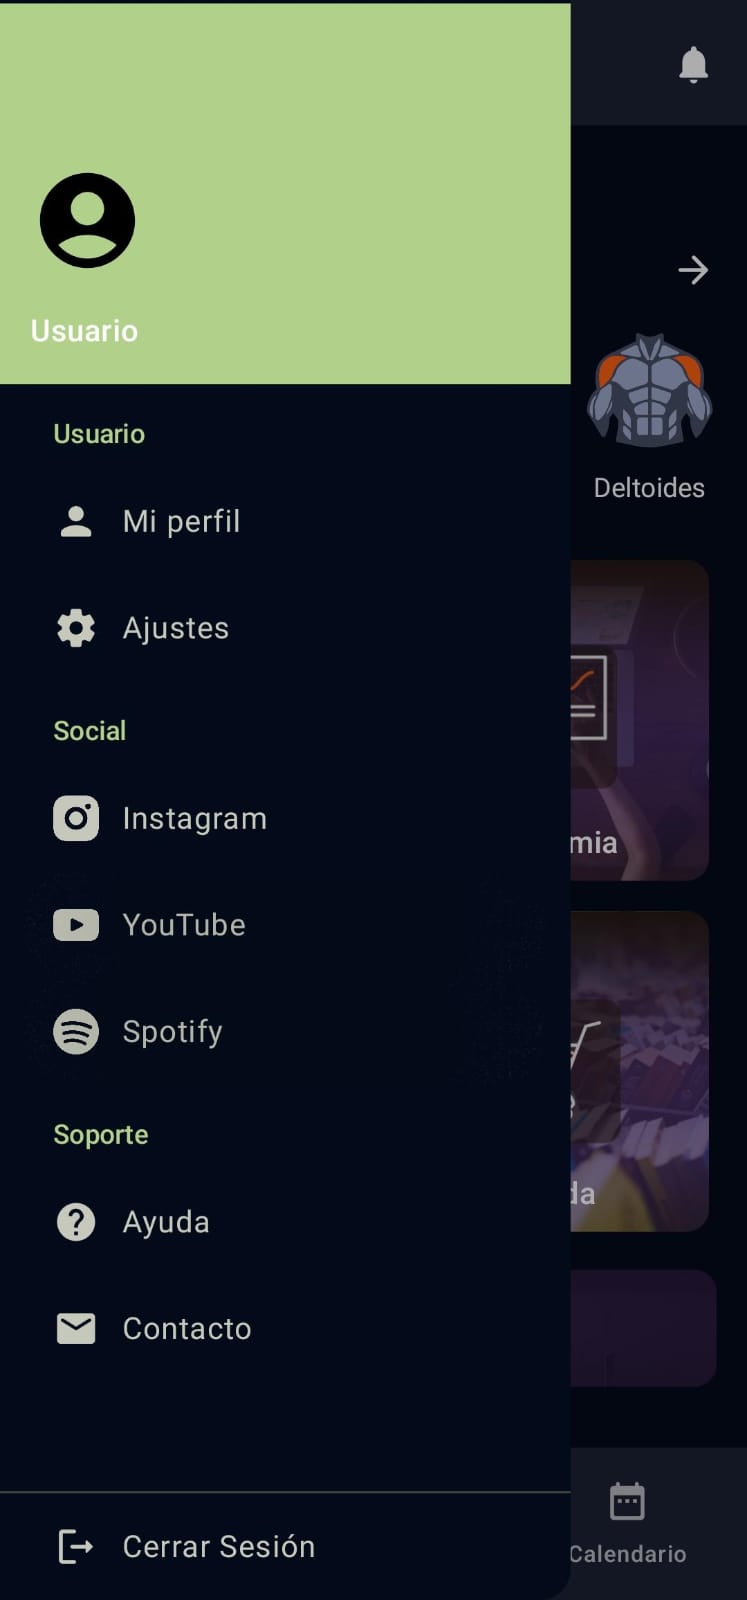 Usuario
Usuario
Mi perfil
Ajustes
Social
Instagram
YouTube
Spotify
Soporte
Ayuda
Contacto
Cerrar Sesión
Deltoides
mia
da
Calendario